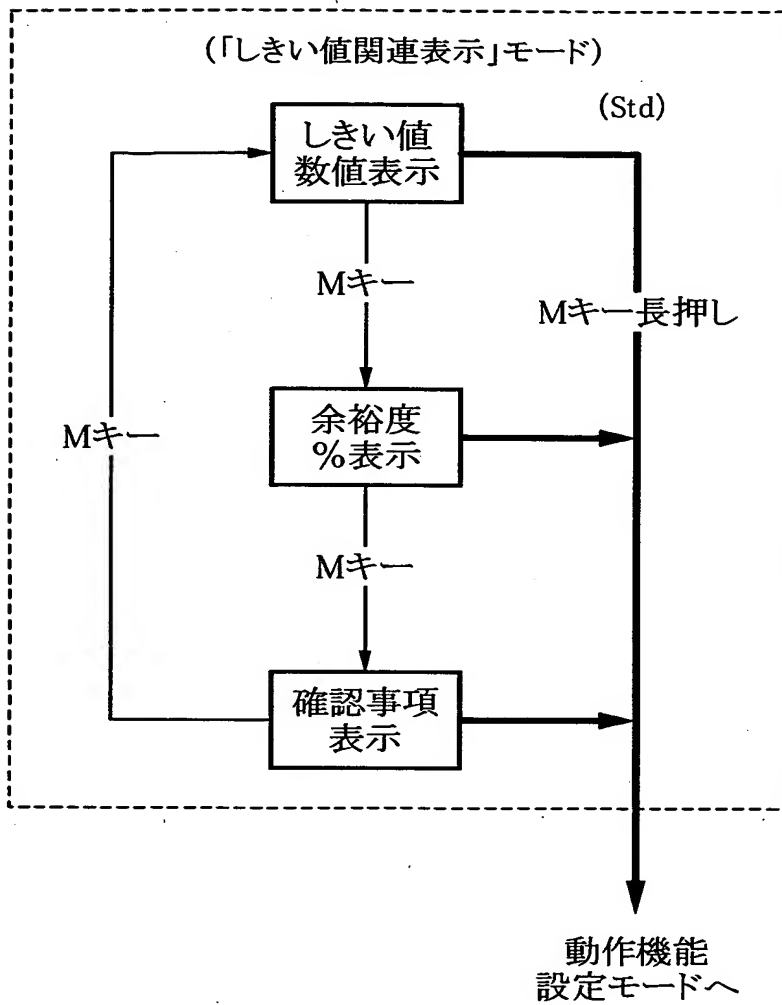 (「しきい値関連表示」モード)
(Std)
しきい値
数値表示
Mキー
Mキー長押し
余裕度
%表示
Mキー
Mキー
確認事項
表示
動作機能
設定モードへ